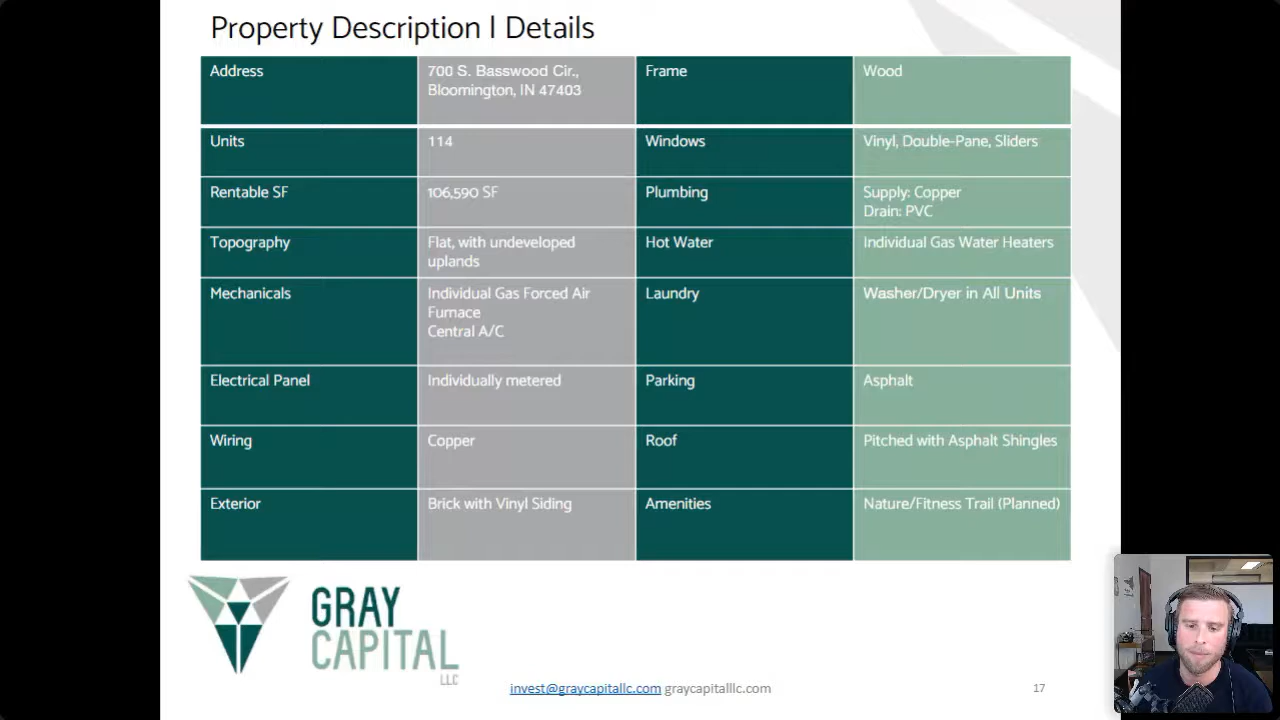 Property Description | Details
Address
700 S. Basswood Cir.,
Bloomington, IN 47403
Frame
Wood
Units
114
Windows
Vinyl, Double-Pane, Sliders
Rentable SF
106,590 SF
Plumbing
Supply: Copper
Drain: PVC
Topography
Flat, with undeveloped
uplands
Hot Water
Individual Gas Water Heaters
Mechanicals
Individual Gas Forced Air
Furnace
Central A/C
Laundry
Washer/Dryer in All Units
Electrical Panel
Individually metered
Parking
Asphalt
Wiring
Copper
Roof
Pitched with Asphalt Shingles
Exterior
Brick with Vinyl Siding
Amenities
Nature/Fitness Trail (Planned)
GRAY
CAPITAL
LLC
invest@graycapitallc.com graycapitalllc.com
17